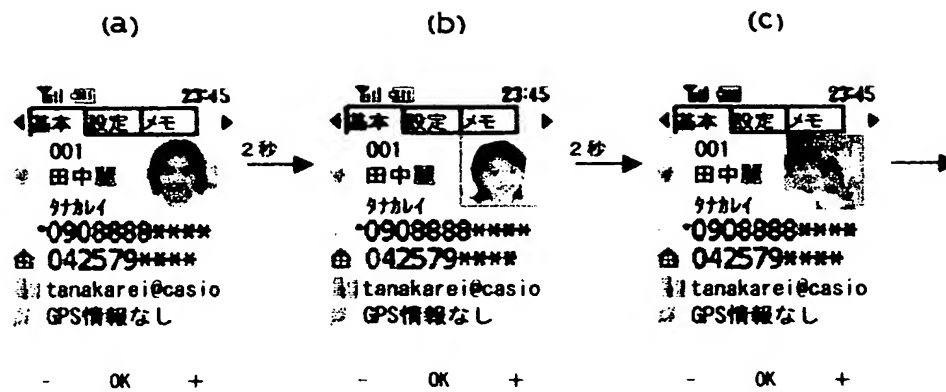 (a)
23:45
基本 設定 メモ
001
田中麗
タナカレイ
0908888****
042579****
tanakarei@casio
GPS情報なし
- OK +
2秒
(b)
23:45
基本 設定 メモ
001
田中麗
タナカレイ
0908888****
042579****
tanakarei@casio
GPS情報なし
- OK +
2秒
(c)
23:45
基本 設定 メモ
001
田中麗
タナカレイ
0908888****
042579****
tanakarei@casio
GPS情報なし
- OK +